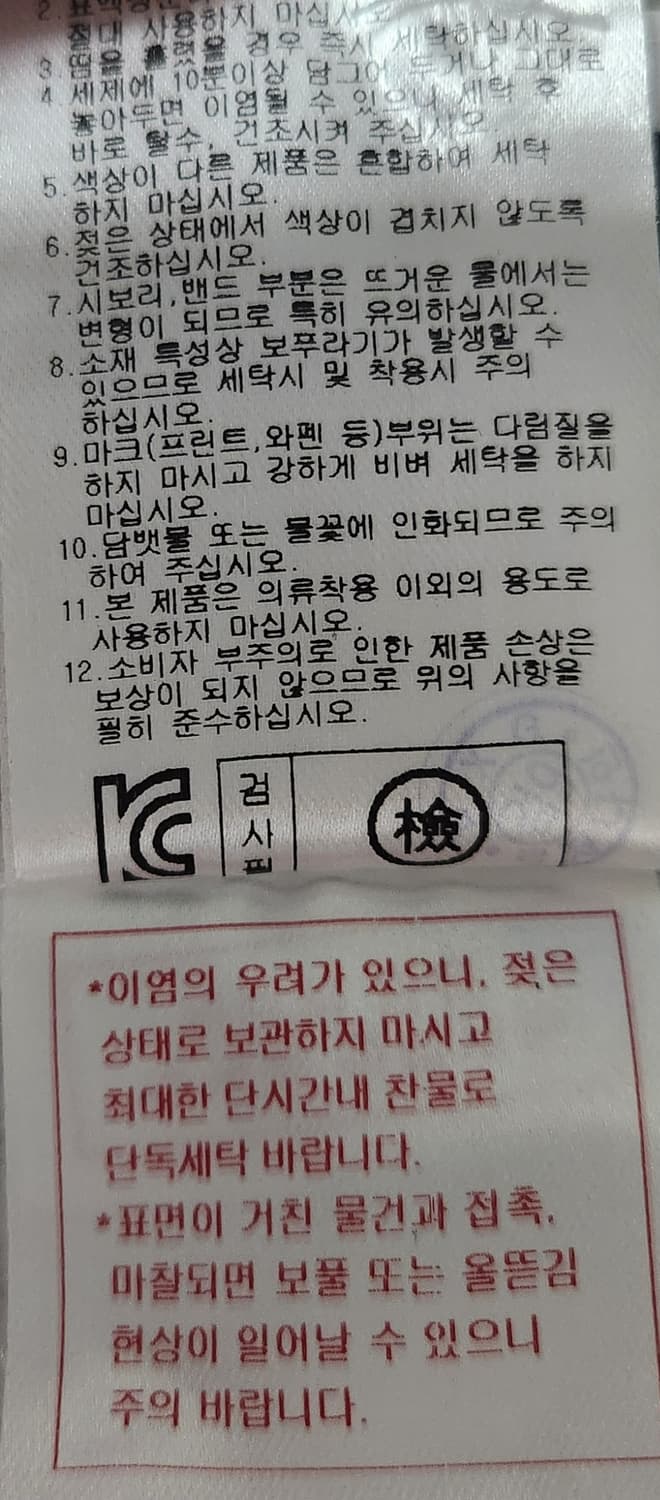 2.표백
절대 사용하지 마십시오
3.땀을 흘렸을 경우 즉시 세탁하십시오.
4.세제에 10분이상 담그어 두거나 그대로
놓아두면 이염될 수 있으니 세탁 후
바로 탈수, 건조시켜 주십시오.
5.색상이 다른 제품은 혼합하여 세탁
하지 마십시오.
6.젖은 상태에서 색상이 겹치지 않도록
건조하십시오.
7.시보리,밴드 부분은 뜨거운 물에서는
변형이 되므로 특히 유의하십시오.
8.소재 특성상 보푸라기가 발생할 수
있으므로 세탁시 및 착용시 주의
하십시오.
9.마크(프린트,와펜 등)부위는 다림질을
하지 마시고 강하게 비벼 세탁을 하지
마십시오.
10.담뱃불 또는 불꽃에 인화되므로 주의
하여 주십시오.
11.본 제품은 의류착용 이외의 용도로
사용하지 마십시오.
12.소비자 부주의로 인한 제품 손상은
보상이 되지 않으므로 위의 사항을
필히 준수하십시오.
KC
검사필
檢
*이염의 우려가 있으니, 젖은
상태로 보관하지 마시고
최대한 단시간내 찬물로
단독세탁 바랍니다.
*표면이 거친 물건과 접촉,
마찰되면 보풀 또는 올뜯김
현상이 일어날 수 있으니
주의 바랍니다.